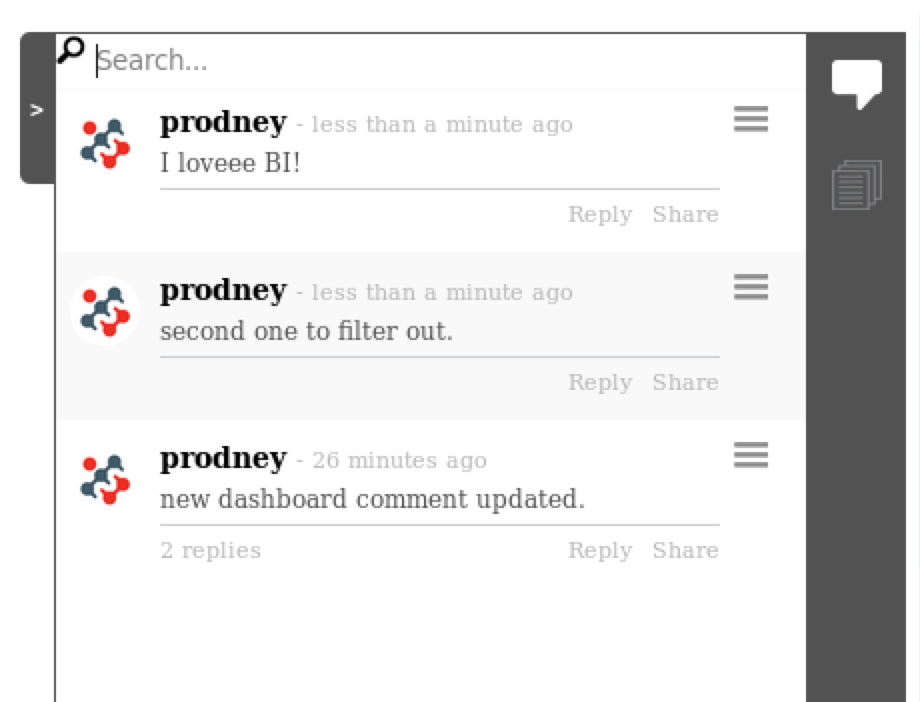 Search...
>
prodney - less than a minute ago
I loveee BI!
Reply Share
prodney - less than a minute ago
second one to filter out.
Reply Share
prodney - 26 minutes ago
new dashboard comment updated.
2 replies Reply Share